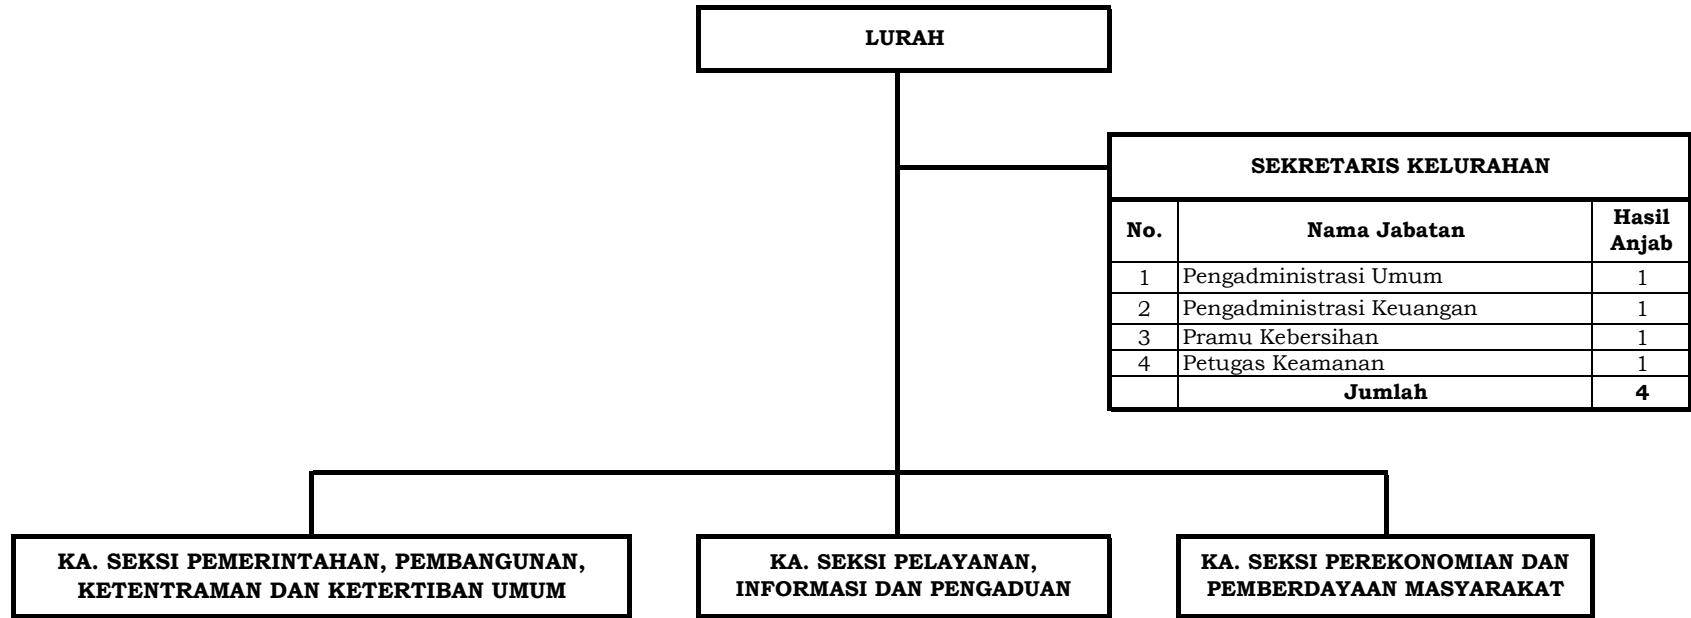 LURAH
SEKRETARIS KELURAHAN
No. Nama Jabatan Hasil Anjab
1 Pengadministrasi Umum 1
2 Pengadministrasi Keuangan 1
3 Pramu Kebersihan 1
4 Petugas Keamanan 1
Jumlah 4
KA. SEKSI PEMERINTAHAN, PEMBANGUNAN,
KETENTRAMAN DAN KETERTIBAN UMUM
KA. SEKSI PELAYANAN,
INFORMASI DAN PENGADUAN
KA. SEKSI PEREKONOMIAN DAN
PEMBERDAYAAN MASYARAKAT